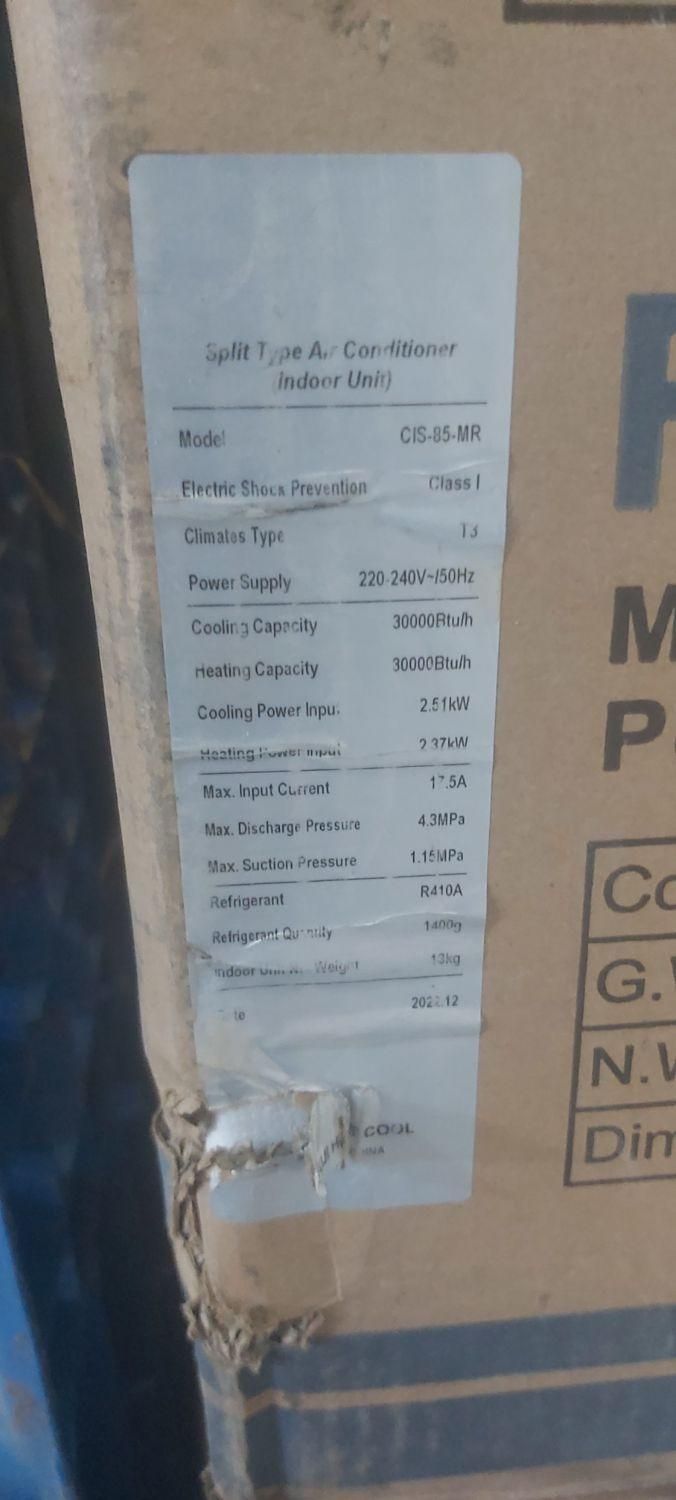 Split Type Air Conditioner
(indoor Unit)
Model CIS-85-MR
Electric Shock Prevention Class I
Climates Type T3
Power Supply 220-240V~/50Hz
Cooling Capacity 30000Btu/h
Heating Capacity 30000Btu/h
Cooling Power Input 2.51kW
Heating Power Input 2.37kW
Max. Input Current 17.5A
Max. Discharge Pressure 4.3MPa
Max. Suction Pressure 1.15MPa
Refrigerant R410A
Refrigerant Quantity 1400g
Indoor Unit Net Weight 13kg
Date
COOL
M
P
Co
G.W
N.W
Dim